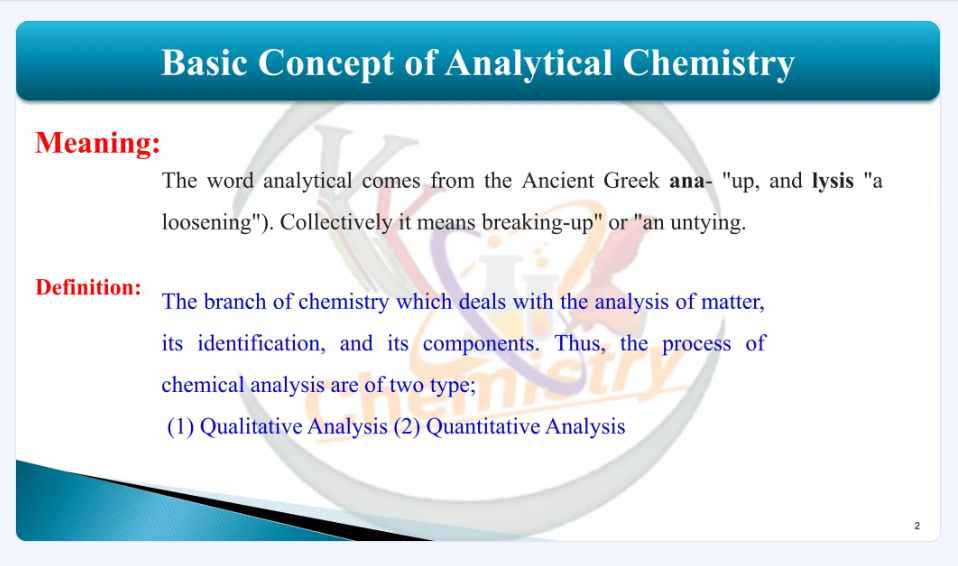 Basic Concept of Analytical Chemistry
Meaning:
The word analytical comes from the Ancient Greek ana- "up, and lysis "a
loosening"). Collectively it means breaking-up" or "an untying.
Definition:
The branch of chemistry which deals with the analysis of matter,
its identification, and its components. Thus, the process of
chemical analysis are of two type;
(1) Qualitative Analysis (2) Quantitative Analysis
KK
Chemistry
2